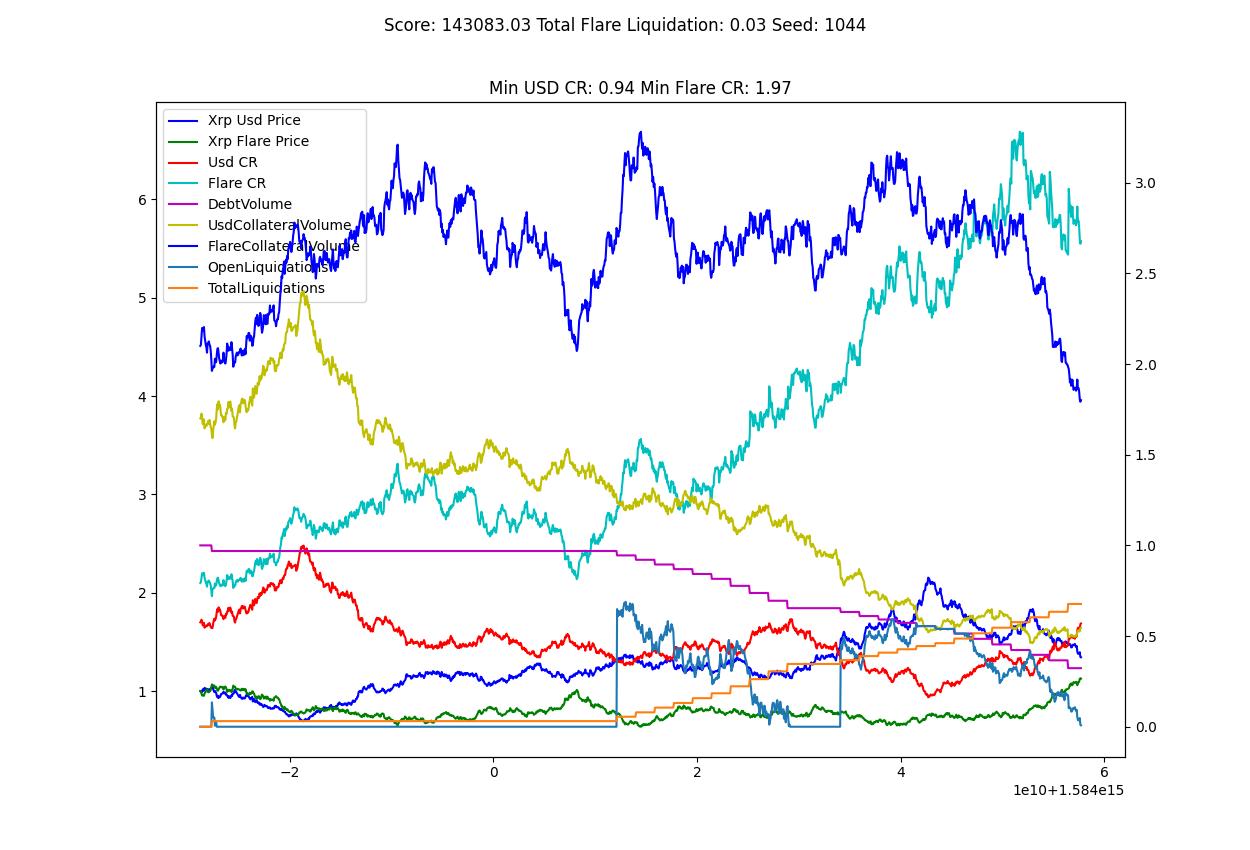 Score: 143083.03 Total Flare Liquidation: 0.03 Seed: 1044
Min USD CR: 0.94 Min Flare CR: 1.97
Xrp Usd Price
Xrp Flare Price
Usd CR
Flare CR
DebtVolume
UsdCollateralVolume
FlareCollateralVolume
OpenLiquidations
TotalLiquidations
6
5
4
3
2
1
3.0
2.5
2.0
1.5
1.0
0.5
0.0
−2 0 2 4 6
1e10+1.584e15